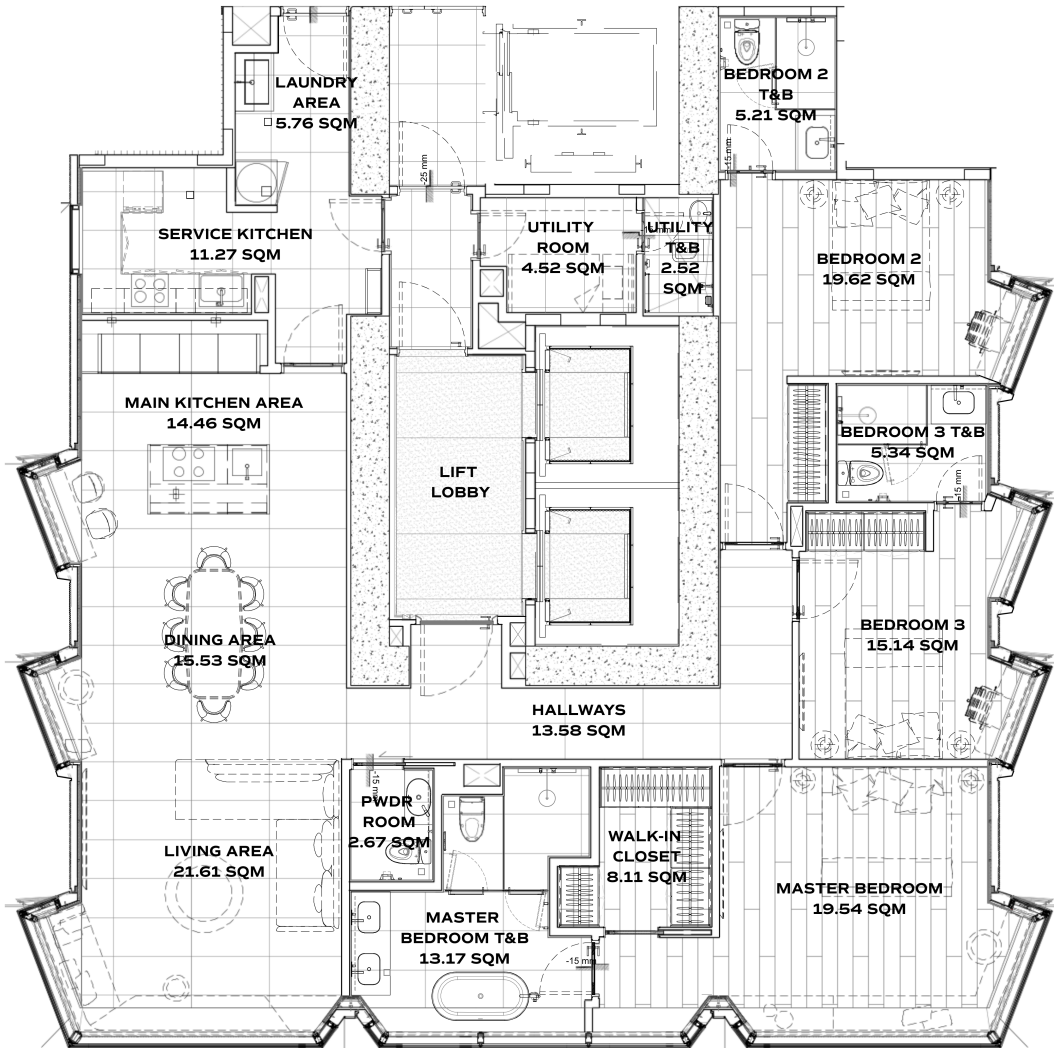 LAUNDRY
AREA
5.76 SQM
BEDROOM 2
T&B
5.21 SQM
-15 mm
-25 mm
SERVICE KITCHEN
11.27 SQM
UTILITY
ROOM
4.52 SQM
UTILITY
T&B
2.52
SQM
BEDROOM 2
19.62 SQM
MAIN KITCHEN AREA
14.46 SQM
LIFT
LOBBY
BEDROOM 3 T&B
5.34 SQM
-15 mm
DINING AREA
15.53 SQM
BEDROOM 3
15.14 SQM
HALLWAYS
13.58 SQM
-15 mm
PWDR
ROOM
2.67 SQM
LIVING AREA
21.61 SQM
WALK-IN
CLOSET
8.11 SQM
MASTER BEDROOM
19.54 SQM
MASTER
BEDROOM T&B
13.17 SQM
-15 mm